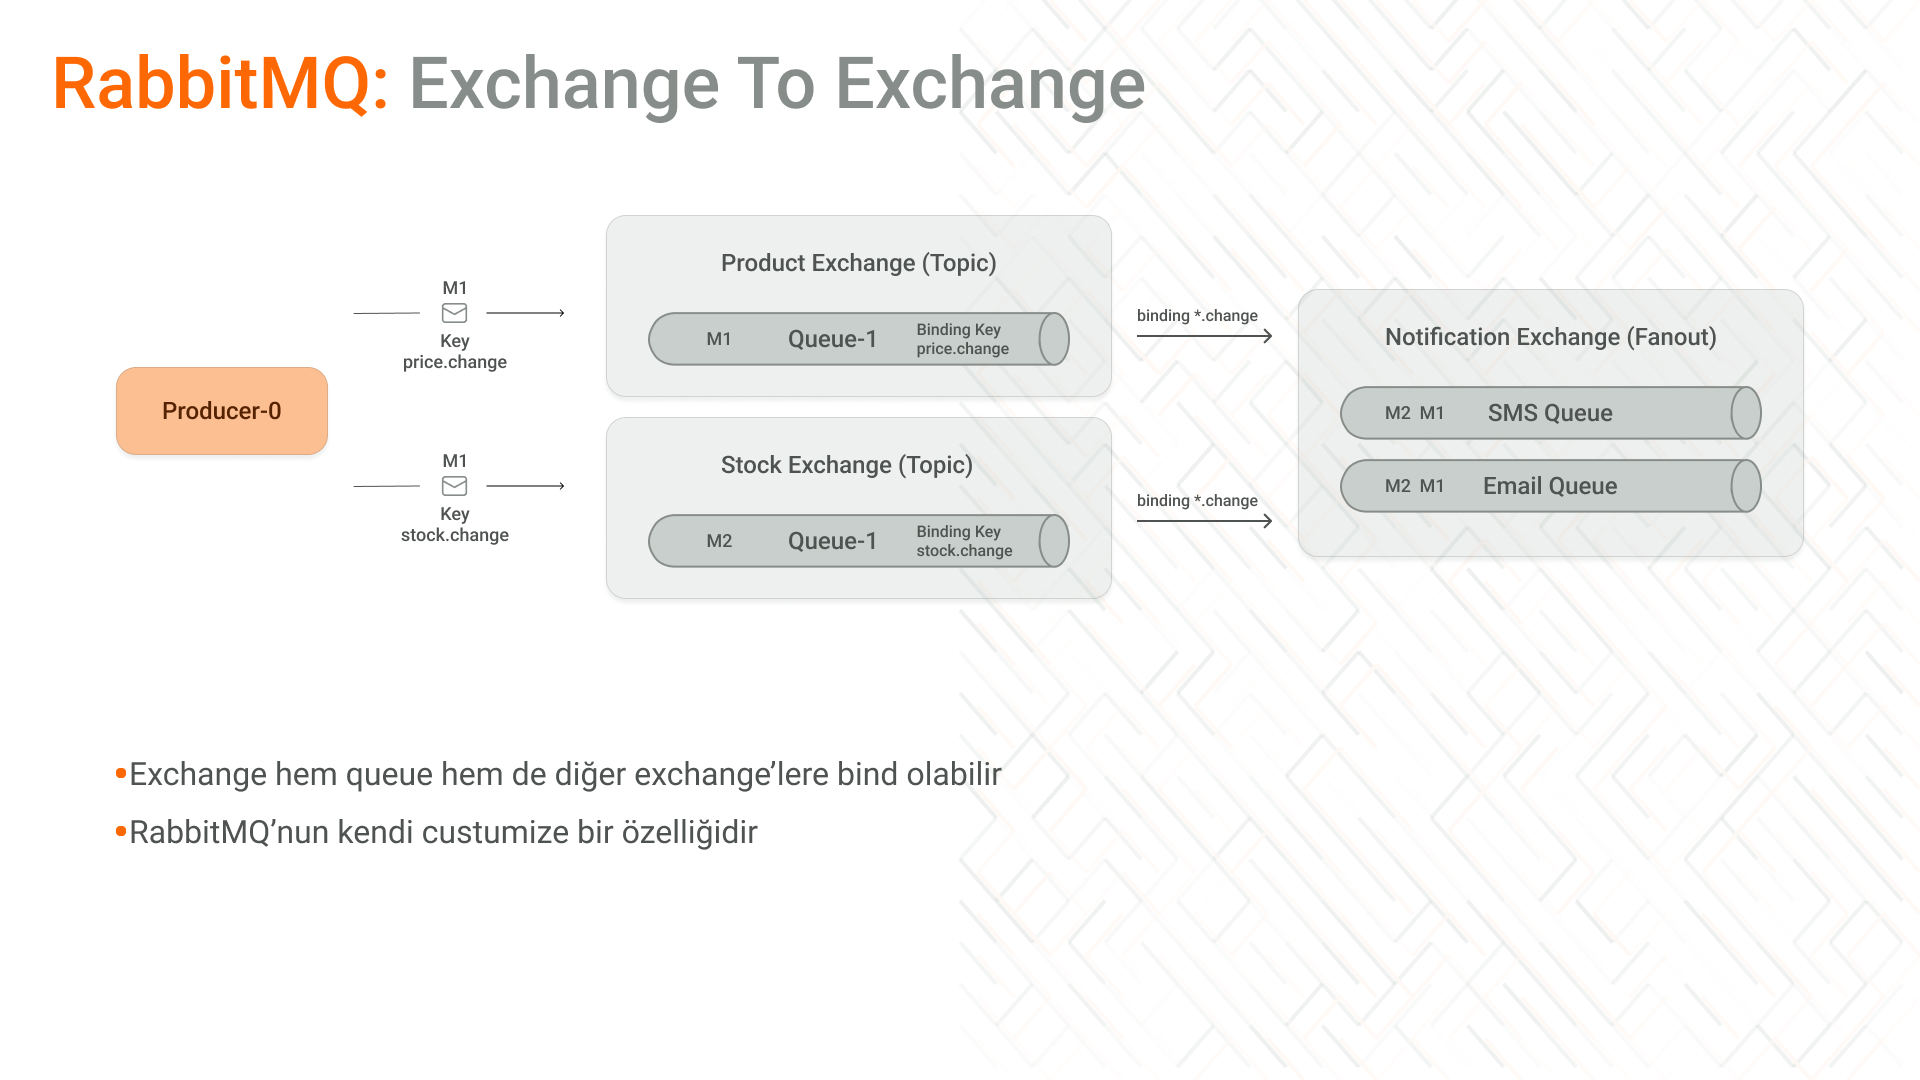 RabbitMQ: Exchange To Exchange
Producer-0
M1
Key
price.change
M1
Key
stock.change
Product Exchange (Topic)
M1 Queue-1 Binding Key
price.change
Stock Exchange (Topic)
M2 Queue-1 Binding Key
stock.change
binding *.change
binding *.change
Notification Exchange (Fanout)
M2 M1 SMS Queue
M2 M1 Email Queue
•Exchange hem queue hem de diğer exchange’lere bind olabilir
•RabbitMQ’nun kendi custumize bir özelliğidir